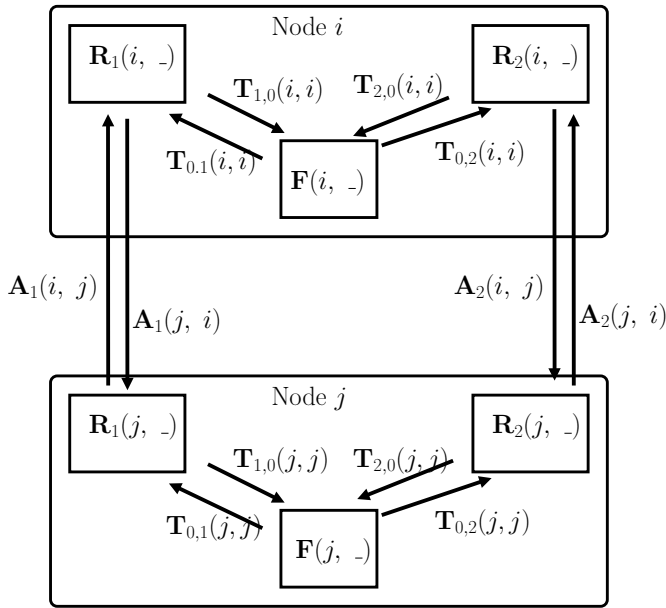 Node i
R₁(i, _)
R₂(i, _)
T₁,₀(i, i)
T₂,₀(i, i)
T₀.₁(i, i)
T₀,₂(i, i)
F(i, _)
A₁(i, j)
A₂(i, j)
A₁(j, i)
A₂(j, i)
Node j
R₁(j, _)
R₂(j, _)
T₁,₀(j, j)
T₂,₀(j, j)
T₀,₁(j, j)
T₀,₂(j, j)
F(j, _)